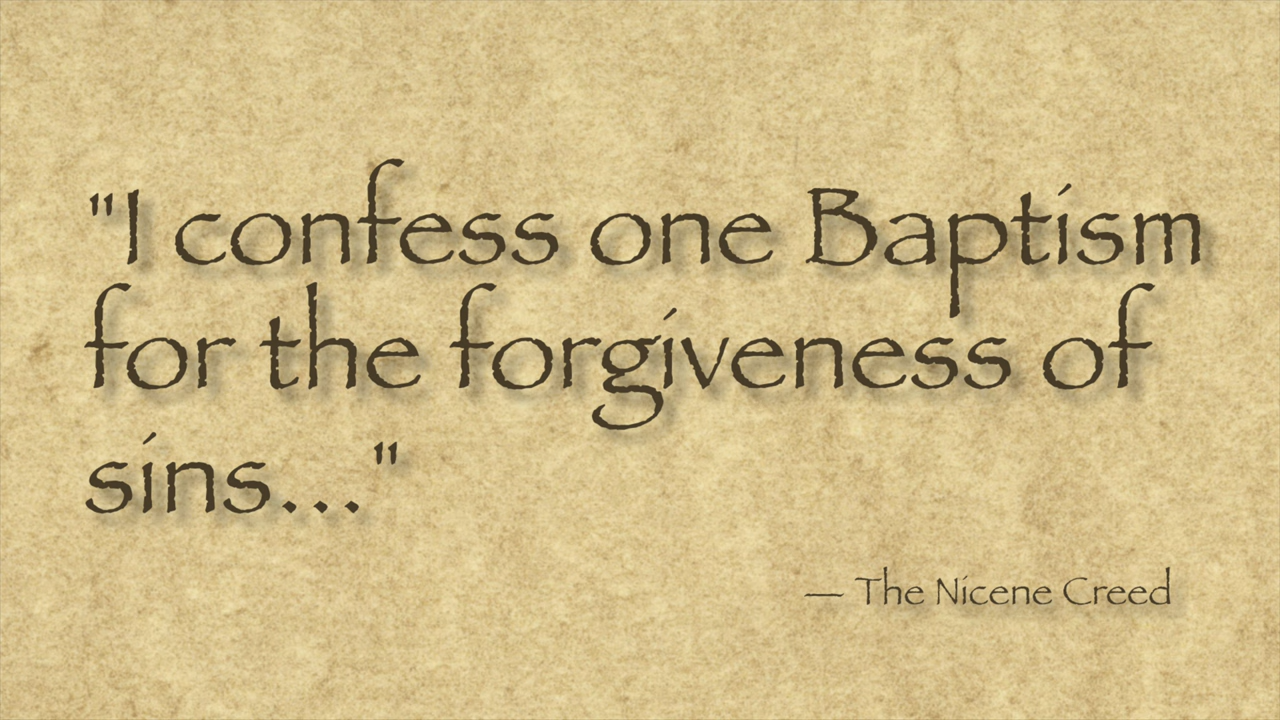 "I confess one Baptism
for the forgiveness of
sins..."
— The Nicene Creed